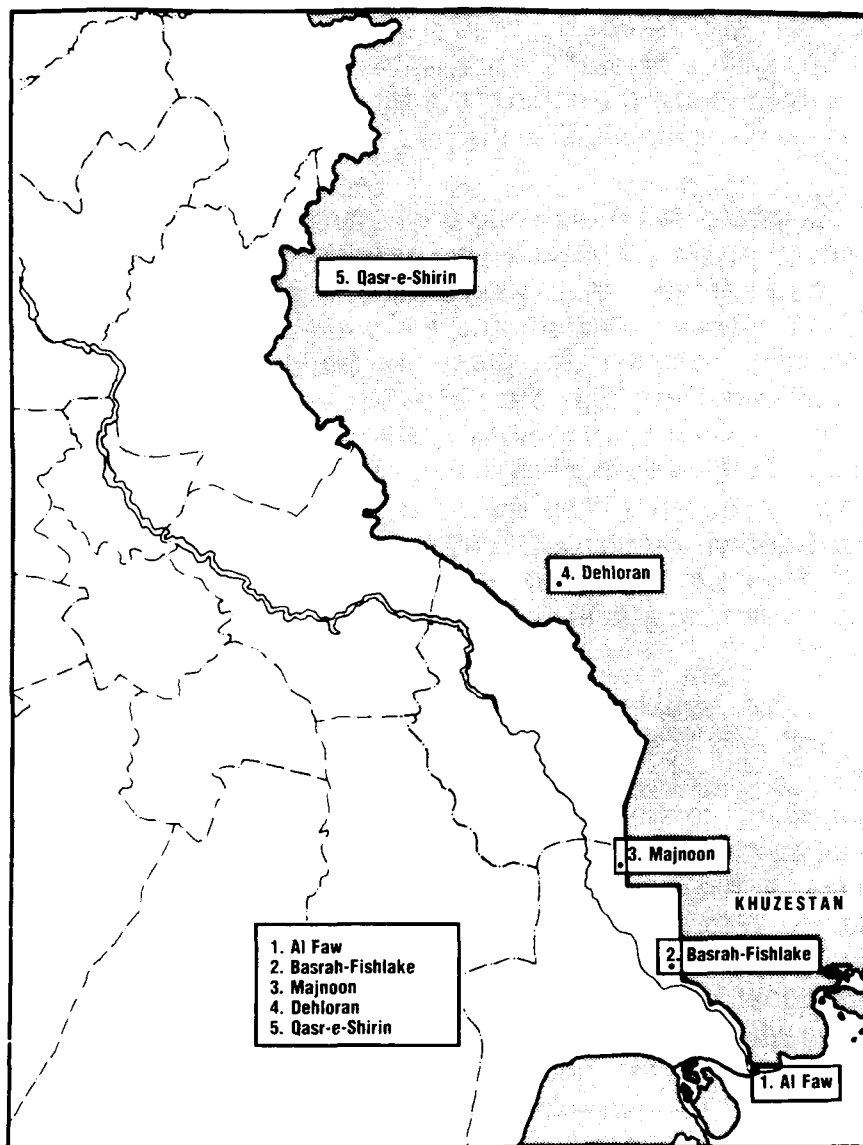 5. Qasr-e-Shirin
4. Dehloran
3. Majnoon
KHUZESTAN
2. Basrah-Fishlake
1. Al Faw
1. Al Faw
2. Basrah-Fishlake
3. Majnoon
4. Dehloran
5. Qasr-e-Shirin